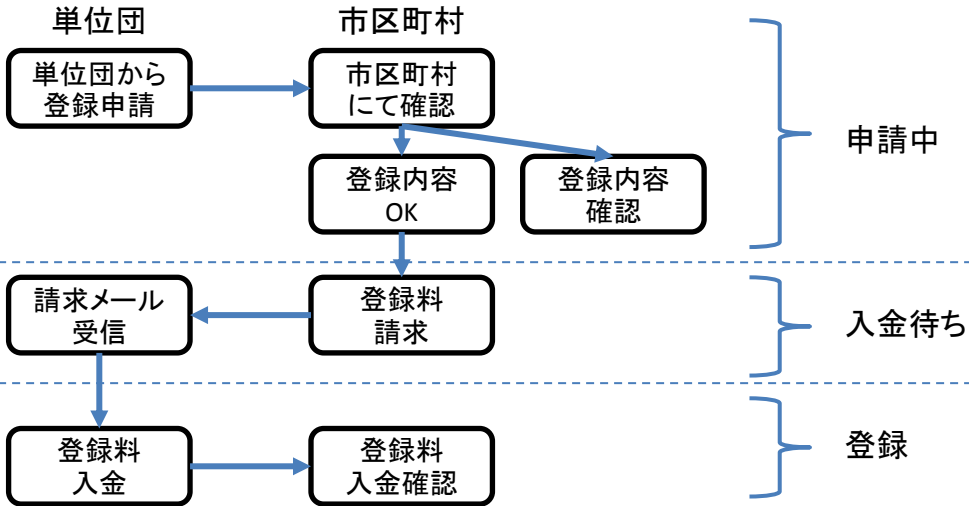 単位団
市区町村
単位団から
登録申請
市区町村
にて確認
登録内容
OK
登録内容
確認
申請中
請求メール
受信
登録料
請求
入金待ち
登録料
入金
登録料
入金確認
登録